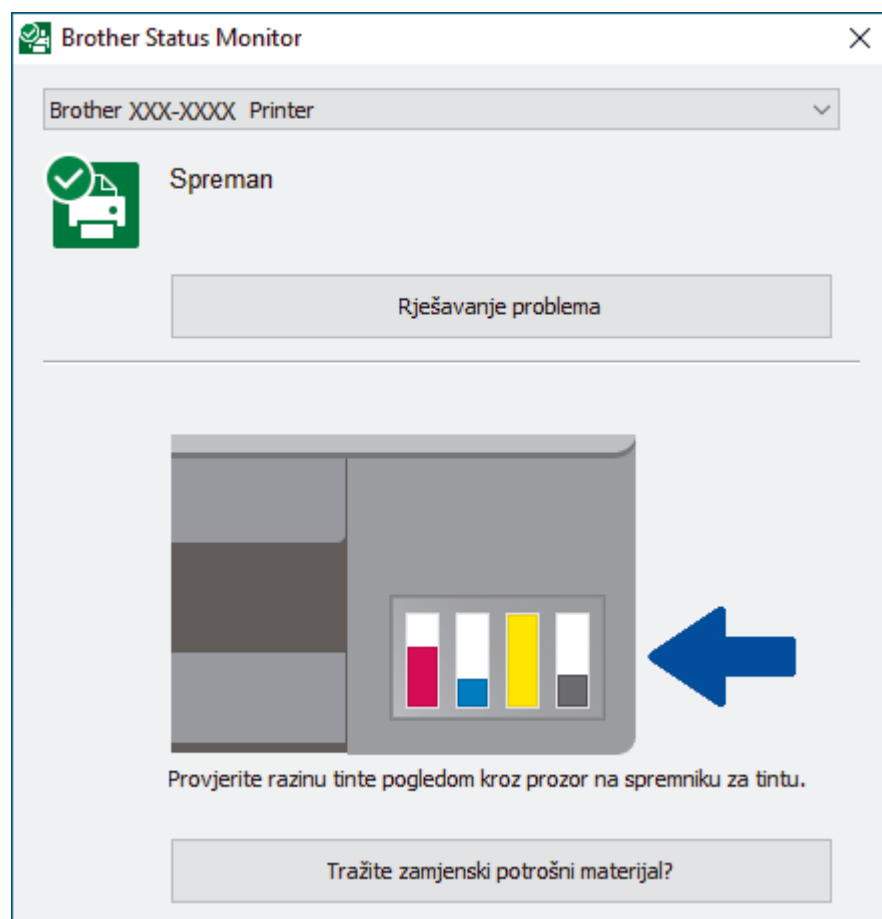 Brother Status Monitor
Brother XXX-XXXX Printer
Spreman
Rješavanje problema
Provjerite razinu tinte pogledom kroz prozor na spremniku za tintu.
Tražite zamjenski potrošni materijal?